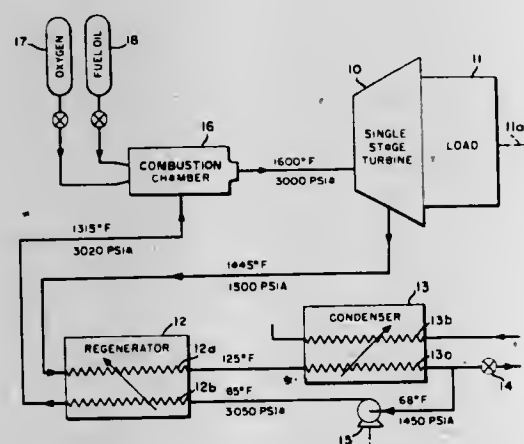 17
OXYGEN
FUEL OIL
18
16
COMBUSTION
CHAMBER
1600°F
3000 PSIA
10
SINGLE
STAGE
TURBINE
11
LOAD
11a
1315°F
3020 PSIA
1445°F
1500 PSIA
12
REGENERATOR
12a
12b
125°F
85°F
3050 PSIA
13
CONDENSER
13b
13a
14
68°F
1450 PSIA
15